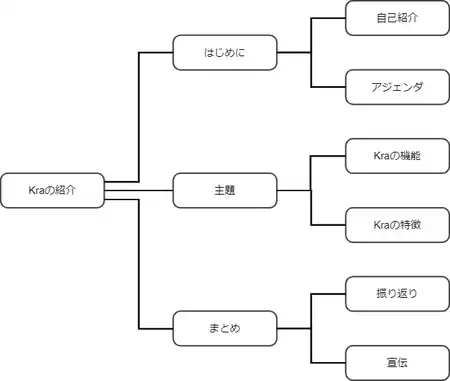 Kraの紹介
はじめに
自己紹介
アジェンダ
主題
Kraの機能
Kraの特徴
まとめ
振り返り
宣伝